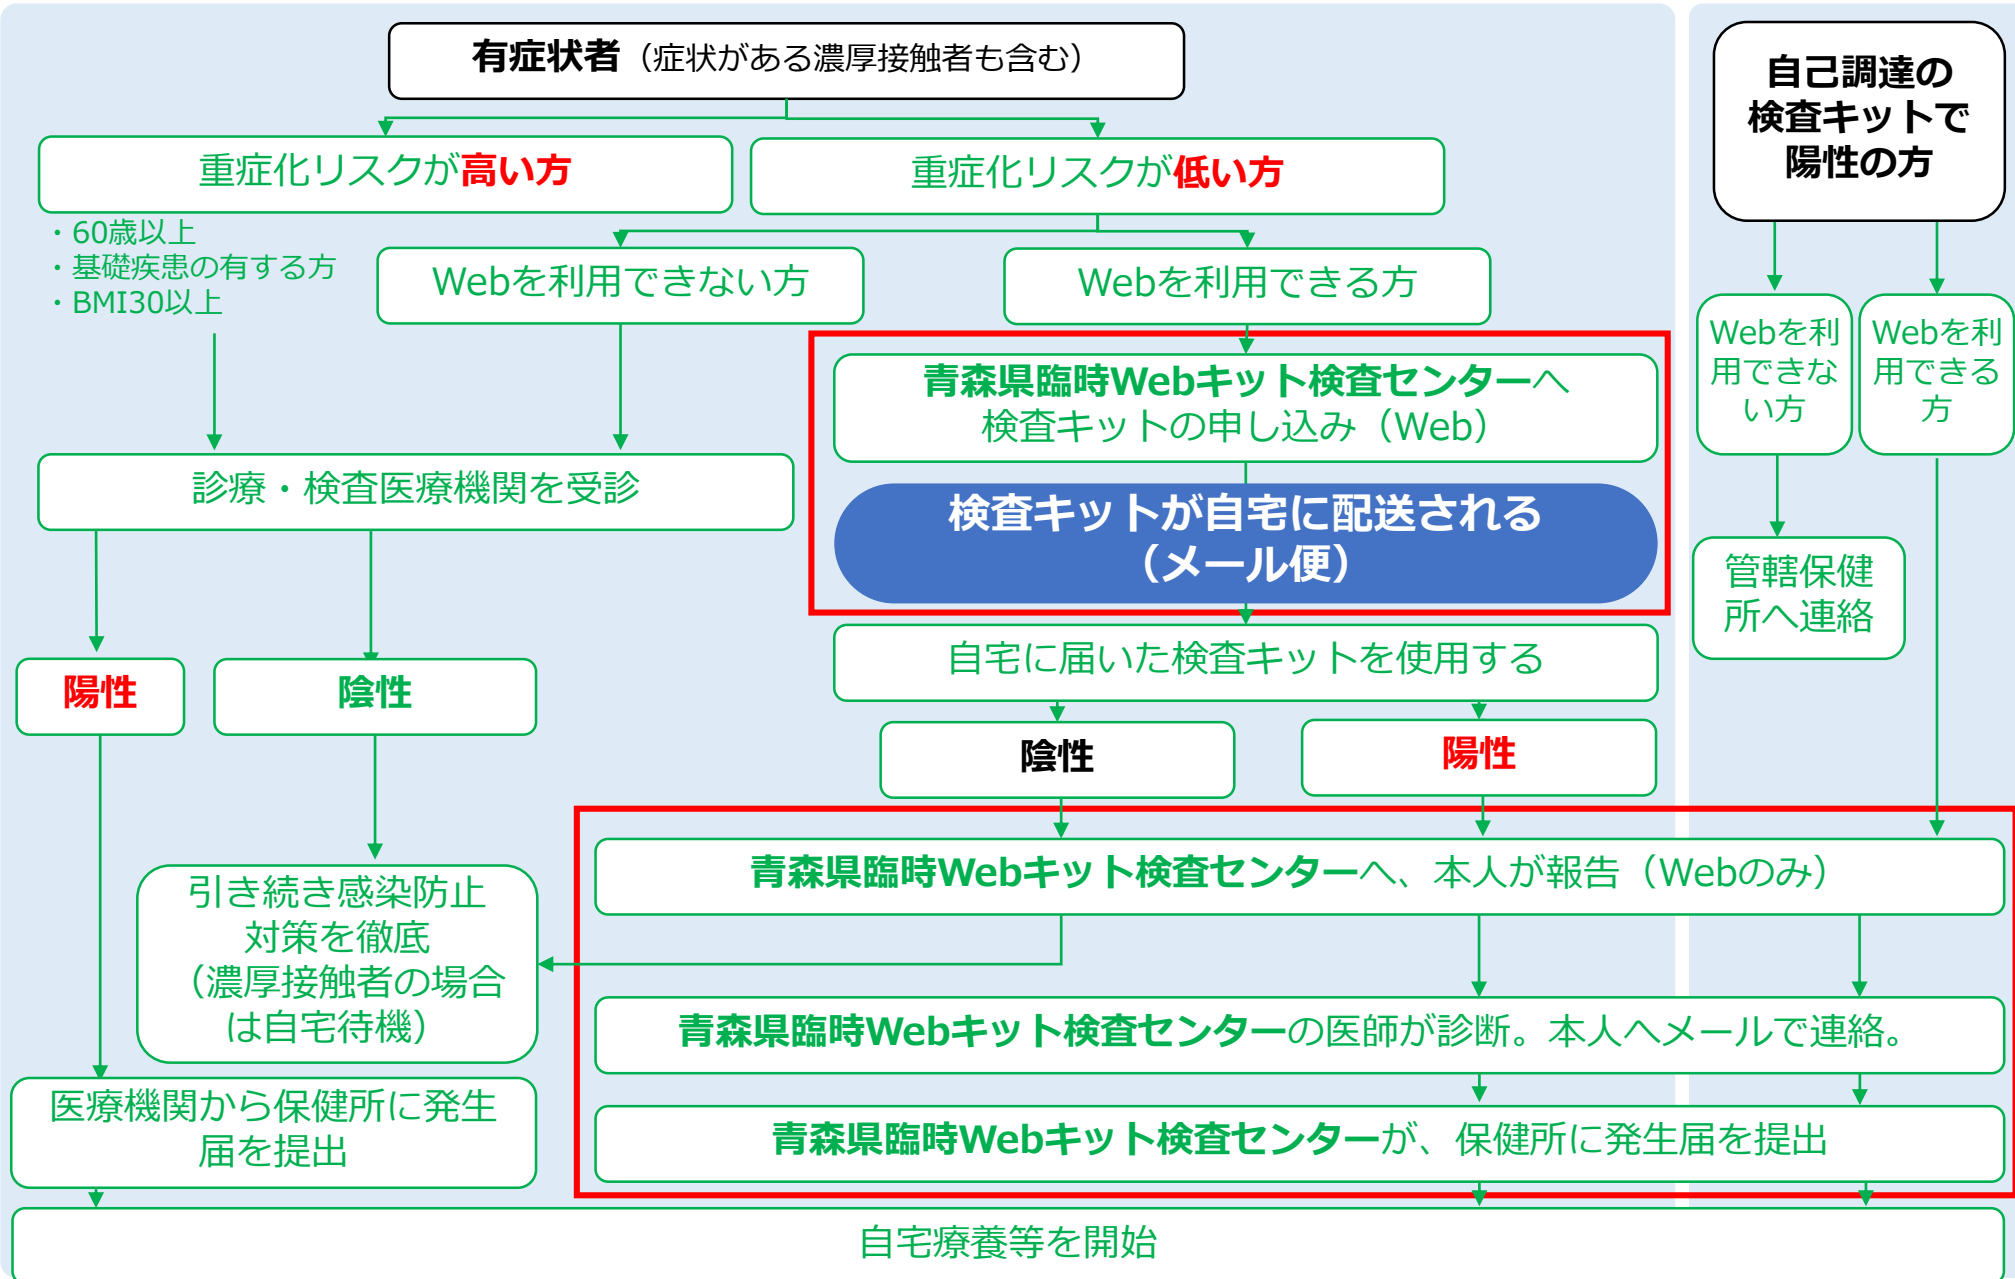 有症状者（症状がある濃厚接触者も含む）
自己調達の
検査キットで
陽性の方
重症化リスクが高い方
重症化リスクが低い方
・60歳以上
・基礎疾患の有する方
・BMI30以上
Webを利用できない方
Webを利用できる方
Webを利
用できな
い方
Webを利
用できる
方
青森県臨時Webキット検査センターへ
検査キットの申し込み（Web）
診療・検査医療機関を受診
検査キットが自宅に配送される
（メール便）
管轄保健
所へ連絡
自宅に届いた検査キットを使用する
陽性
陰性
陰性
陽性
青森県臨時Webキット検査センターへ、本人が報告（Webのみ）
引き続き感染防止
対策を徹底
（濃厚接触者の場合
は自宅待機）
青森県臨時Webキット検査センターの医師が診断。本人へメールで連絡。
医療機関から保健所に発生
届を提出
青森県臨時Webキット検査センターが、保健所に発生届を提出
自宅療養等を開始